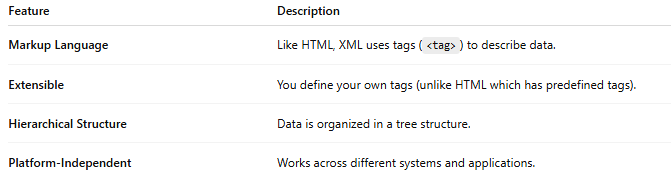 Feature Description
Markup Language Like HTML, XML uses tags ( <tag> ) to describe data.
Extensible You define your own tags (unlike HTML which has predefined tags).
Hierarchical Structure Data is organized in a tree structure.
Platform-Independent Works across different systems and applications.